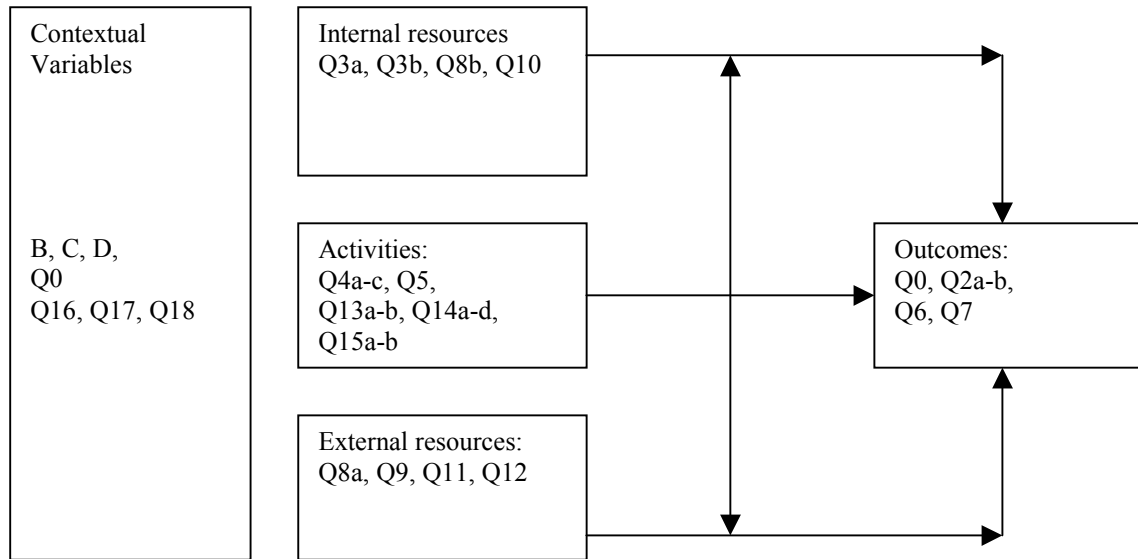 Contextual
Variables
B, C, D,
Q0
Q16, Q17, Q18
Internal resources
Q3a, Q3b, Q8b, Q10
Activities:
Q4a-c, Q5,
Q13a-b, Q14a-d,
Q15a-b
External resources:
Q8a, Q9, Q11, Q12
Outcomes:
Q0, Q2a-b,
Q6, Q7